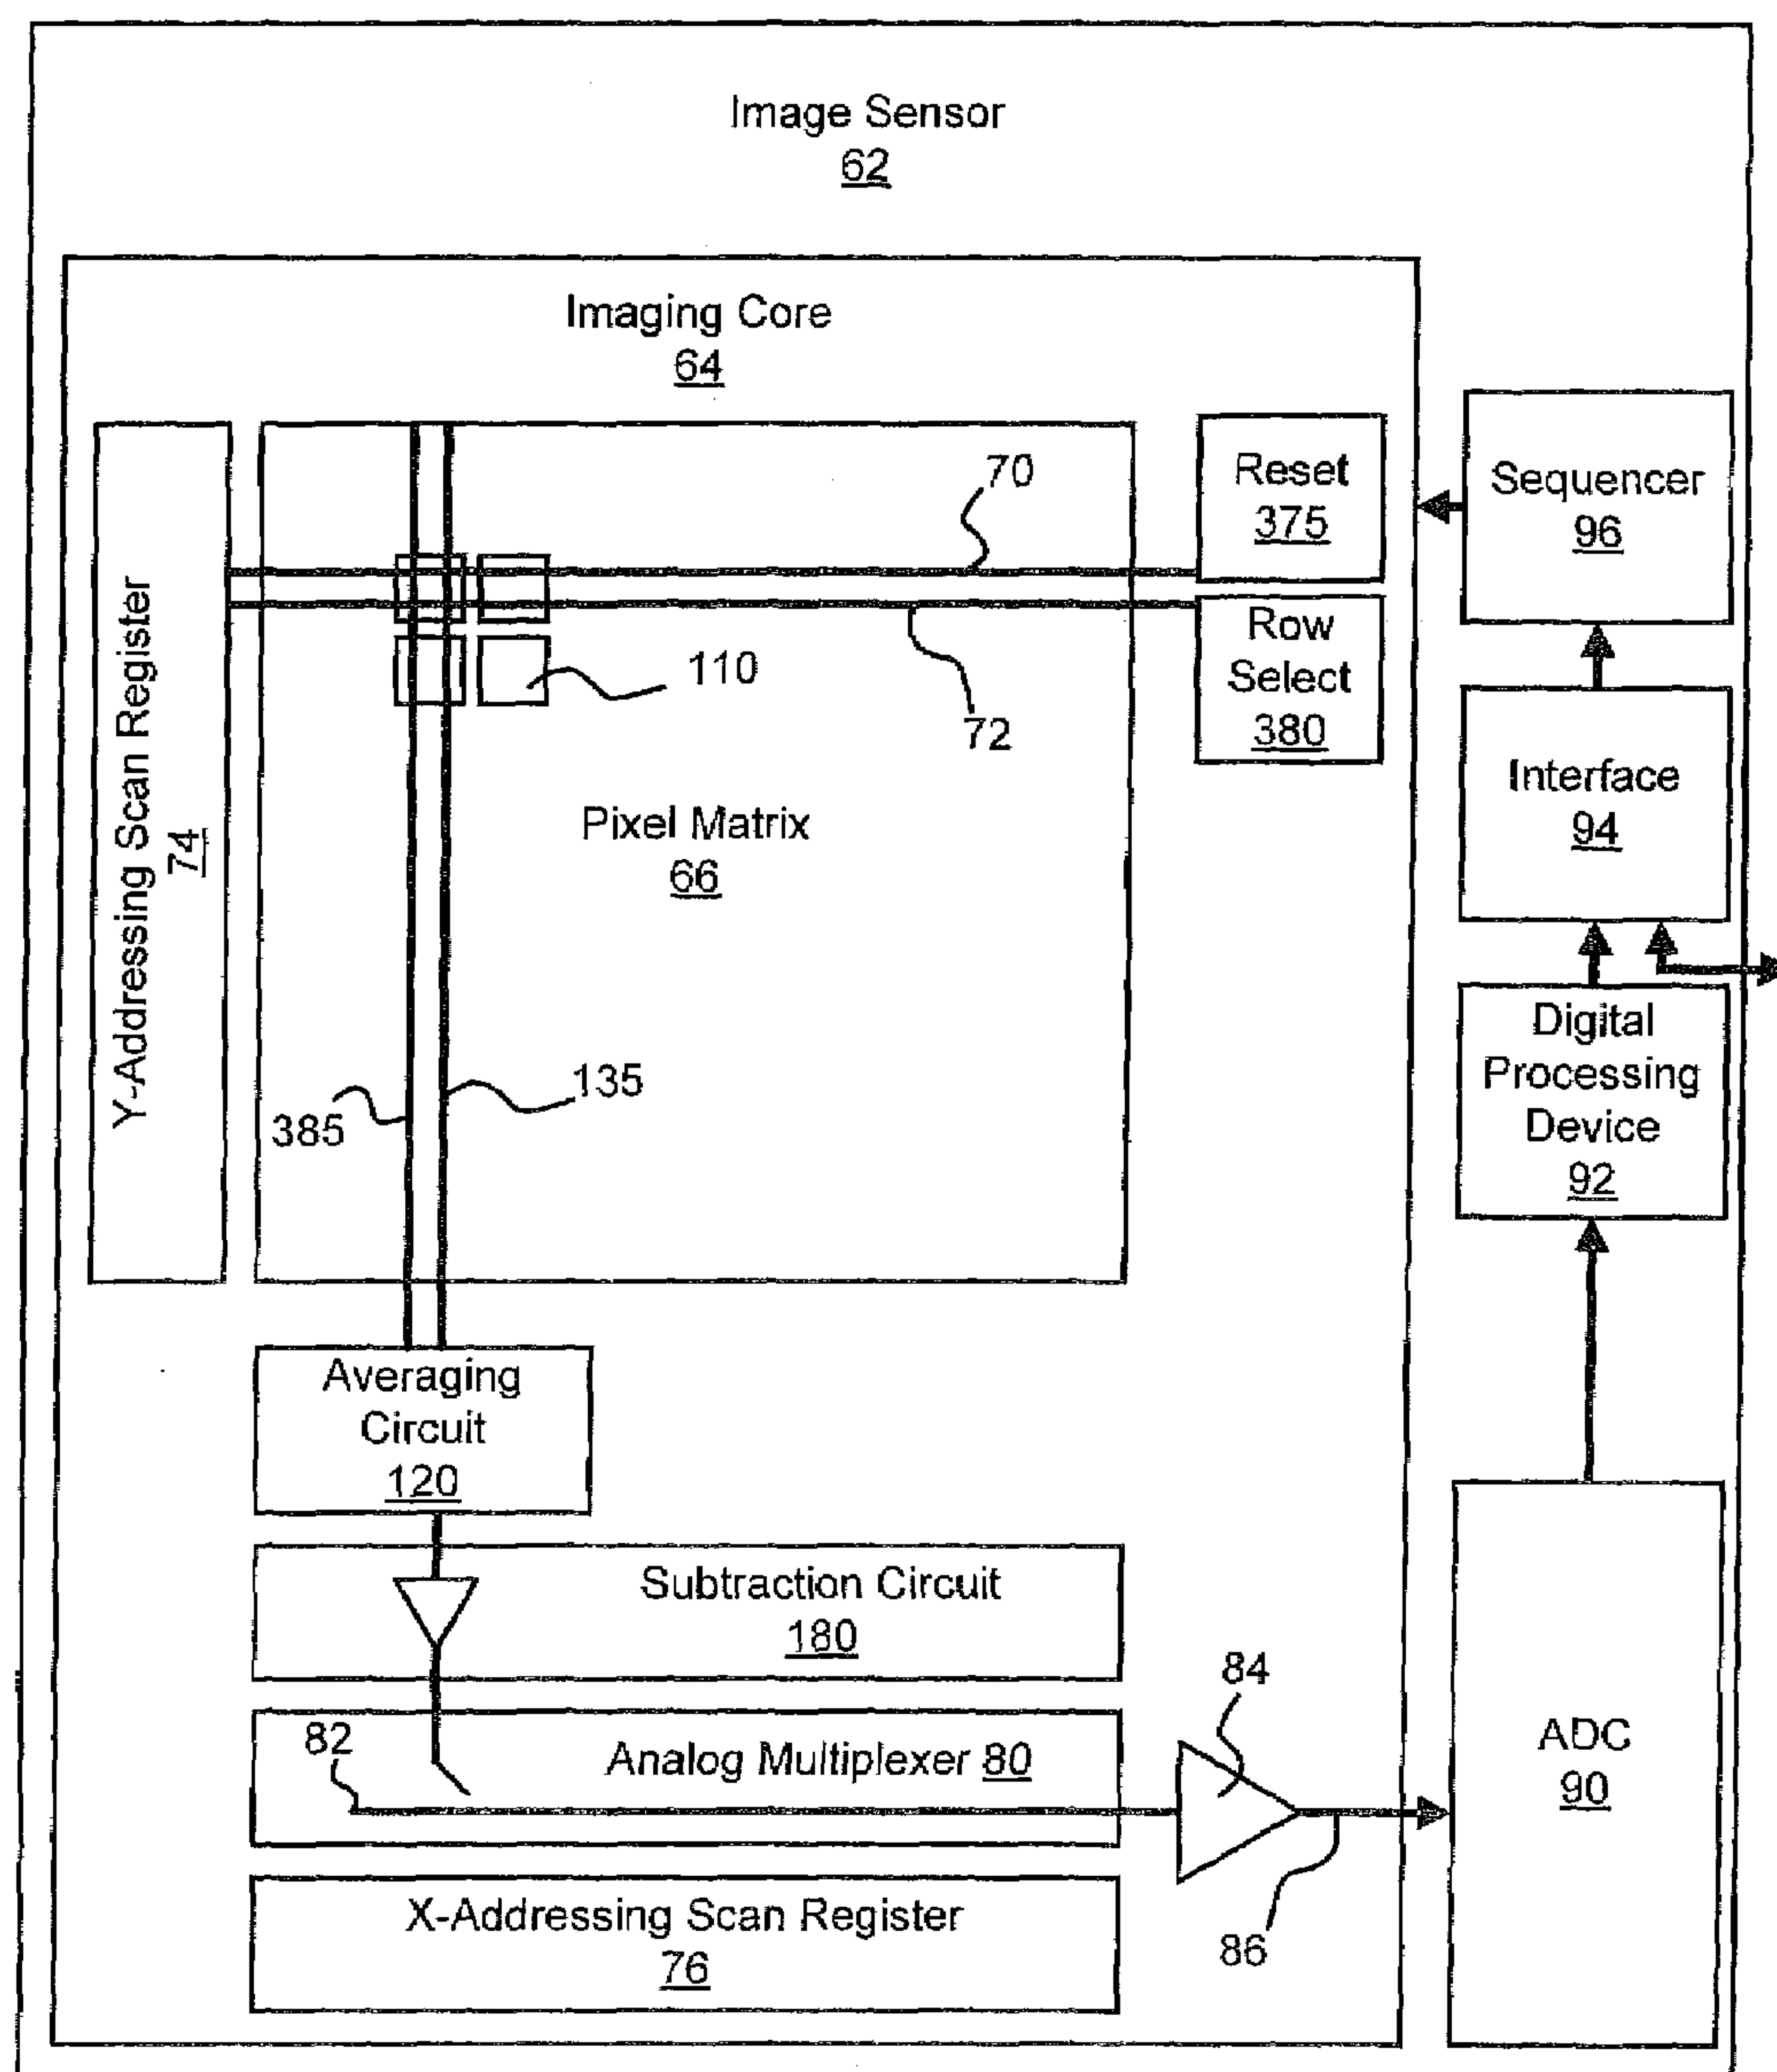 Image Sensor
62
Imaging Core
64
Y-Addressing Scan Register
74
70
Reset
375
Row
Select
380
72
110
Pixel Matrix
66
135
385
Averaging
Circuit
120
Subtraction Circuit
180
82
Analog Multiplexer 80
84
86
X-Addressing Scan Register
76
Sequencer
96
Interface
94
Digital
Processing
Device
92
ADC
90